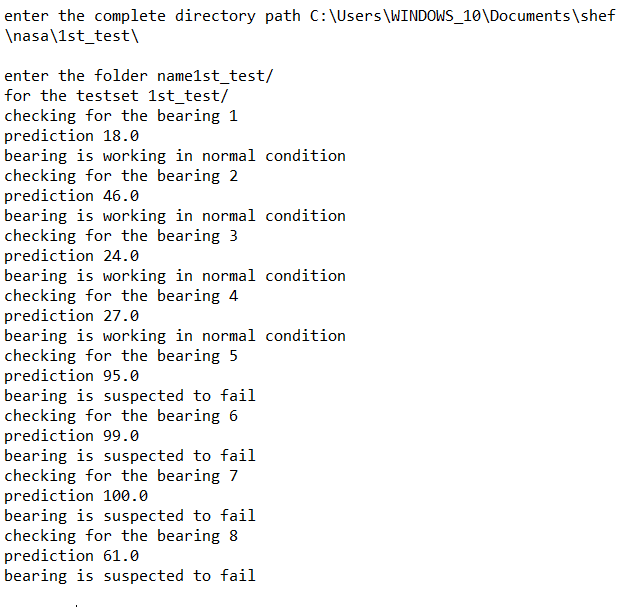 enter the complete directory path C:\Users\WINDOWS_10\Documents\shef
\nasa\1st_test\
enter the folder name1st_test/
for the testset 1st_test/
checking for the bearing 1
prediction 18.0
bearing is working in normal condition
checking for the bearing 2
prediction 46.0
bearing is working in normal condition
checking for the bearing 3
prediction 24.0
bearing is working in normal condition
checking for the bearing 4
prediction 27.0
bearing is working in normal condition
checking for the bearing 5
prediction 95.0
bearing is suspected to fail
checking for the bearing 6
prediction 99.0
bearing is suspected to fail
checking for the bearing 7
prediction 100.0
bearing is suspected to fail
checking for the bearing 8
prediction 61.0
bearing is suspected to fail